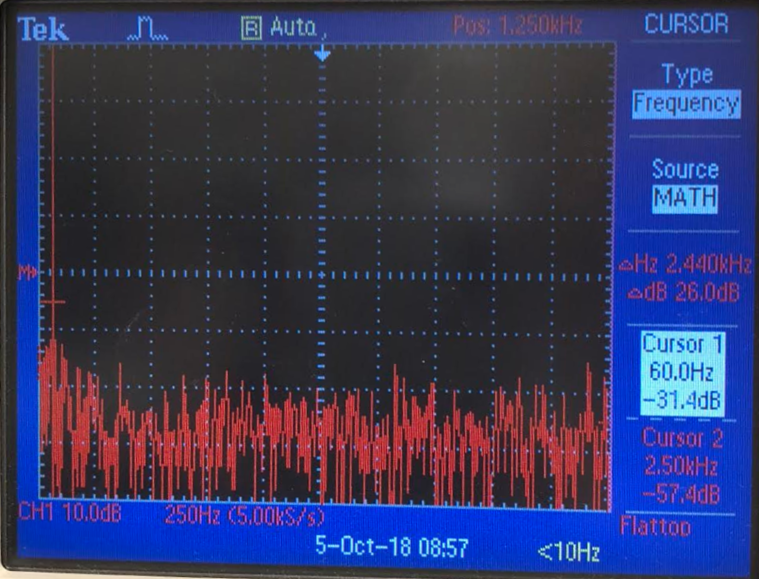 Tek R Auto Pos: 1.250kHz CURSOR
Type
Frequency
Source
MATH
M
△Hz 2.440kHz
△dB 26.0dB
Cursor 1
60.0Hz
-31.4dB
Cursor 2
2.50kHz
-57.4dB
CH1 10.0dB 250Hz (5.00kS/s) Flattop
5-Oct-18 08:57 <10Hz